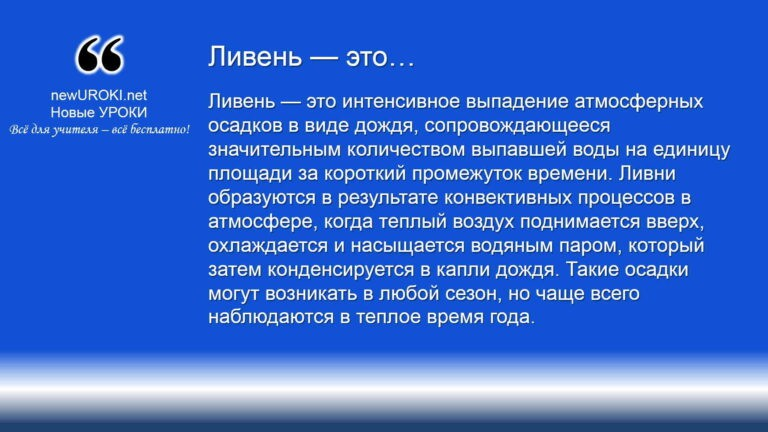 newUROKI.net
Новые УРОКИ
Всё для учителя – всё бесплатно!
Ливень — это…
Ливень — это интенсивное выпадение атмосферных
осадков в виде дождя, сопровождающееся
значительным количеством выпавшей воды на единицу
площади за короткий промежуток времени. Ливни
образуются в результате конвективных процессов в
атмосфере, когда теплый воздух поднимается вверх,
охлаждается и насыщается водяным паром, который
затем конденсируется в капли дождя. Такие осадки
могут возникать в любой сезон, но чаще всего
наблюдаются в теплое время года.